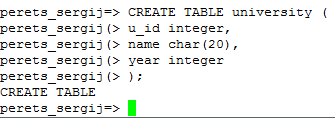 perets_sergij=> CREATE TABLE university (
perets_sergij(> u_id integer,
perets_sergij(> name char(20),
perets_sergij(> year integer
perets_sergij(> );
CREATE TABLE
perets_sergij=>